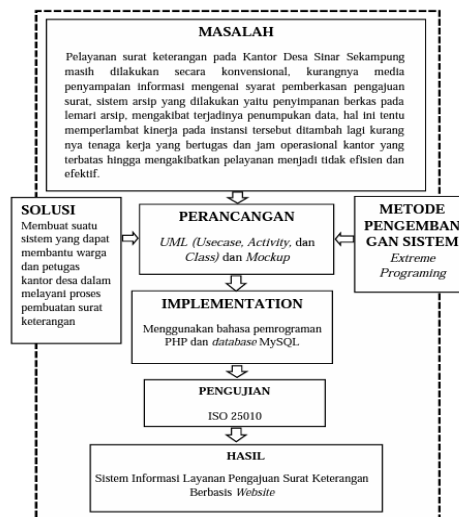 MASALAH
Pelayanan surat keterangan pada Kantor Desa Sinar Sekampung
masih dilakukan secara konvensional, kurangnya media
penyampaian informasi mengenai syarat pemberkasan pengajuan
surat, sistem arsip yang dilakukan yaitu penyimpanan berkas pada
lemari arsip, mengakibat terjadinya penumpukan data, hal ini tentu
memperlambat kinerja pada instansi tersebut ditambah lagi kurang
nya tenaga kerja yang bertugas dan jam operasional kantor yang
terbatas hingga mengakibatkan pelayanan menjadi tidak efisien dan
efektif.
SOLUSI
Membuat suatu
sistem yang dapat
membantu warga
dan petugas
kantor desa dalam
melayani proses
pembuatan surat
keterangan
PERANCANGAN
UML (Usecase, Activity, dan
Class) dan Mockup
METODE
PENGEMBAN
GAN SISTEM
Extreme
Programing
IMPLEMENTATION
Menggunakan bahasa pemrograman
PHP dan database MySQL
PENGUJIAN
ISO 25010
HASIL
Sistem Informasi Layanan Pengajuan Surat Keterangan
Berbasis Website